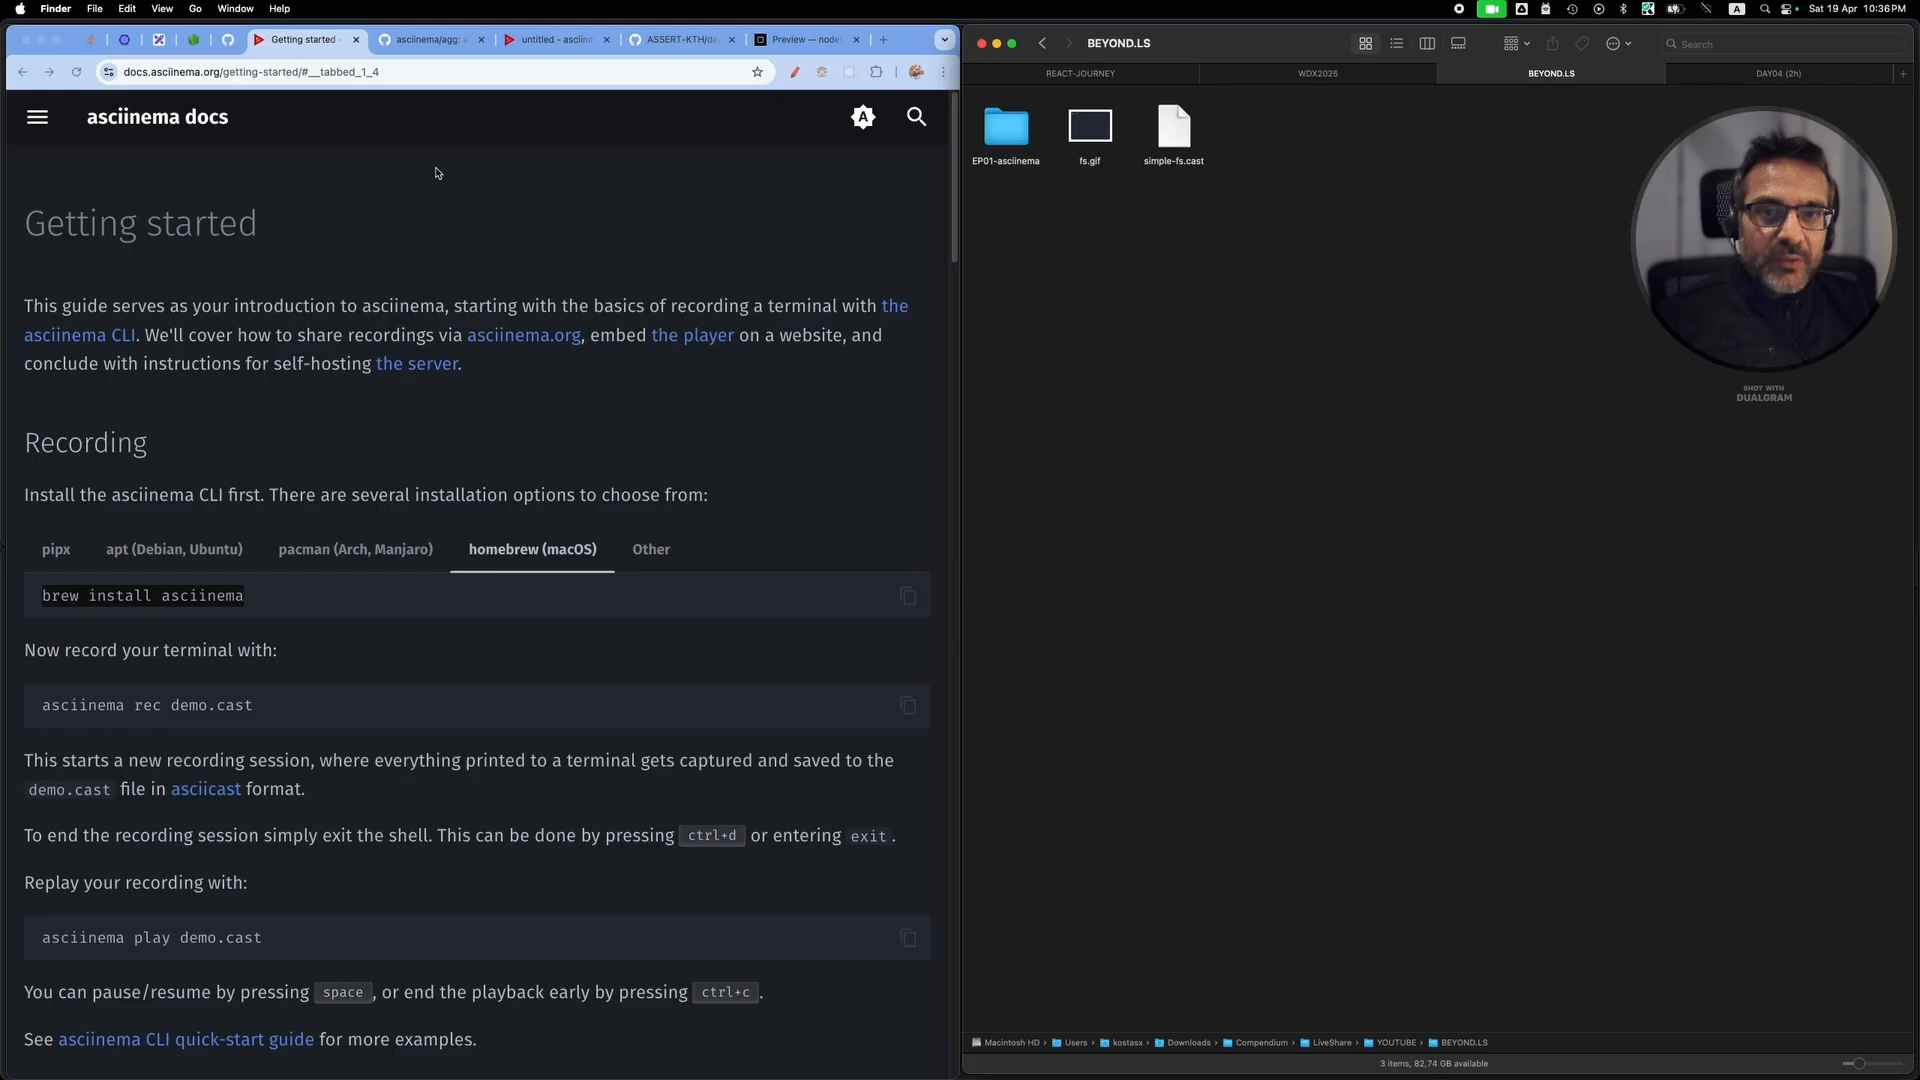 Finder File Edit View Go Window Help
A
Sat 19 Apr 10:36PM
Getting started -
asciinema/agg: a
untitled - asciine
ASSERT-KTH/de
Preview — node
docs.asciinema.org/getting-started/#__tabbed_1_4
asciinema docs
A
Getting started
This guide serves as your introduction to asciinema, starting with the basics of recording a terminal with the
asciinema CLI. We'll cover how to share recordings via asciinema.org, embed the player on a website, and
conclude with instructions for self-hosting the server.
Recording
Install the asciinema CLI first. There are several installation options to choose from:
pipx apt (Debian, Ubuntu) pacman (Arch, Manjaro) homebrew (macOS) Other
brew install asciinema
Now record your terminal with:
asciinema rec demo.cast
This starts a new recording session, where everything printed to a terminal gets captured and saved to the
demo.cast file in asciicast format.
To end the recording session simply exit the shell. This can be done by pressing ctrl+d or entering exit.
Replay your recording with:
asciinema play demo.cast
You can pause/resume by pressing space, or end the playback early by pressing ctrl+c.
See asciinema CLI quick-start guide for more examples.
BEYOND.LS
Search
REACT-JOURNEY
WDX2025
BEYOND.LS
DAY04 (2h)
EP01-asciinema
fs.gif
simple-fs.cast
SHOT WITH
DUALGRAM
Macintosh HD › Users › kostasx › Downloads › Compendium › LiveShare › YOUTUBE › BEYOND.LS
3 items, 82,74 GB available